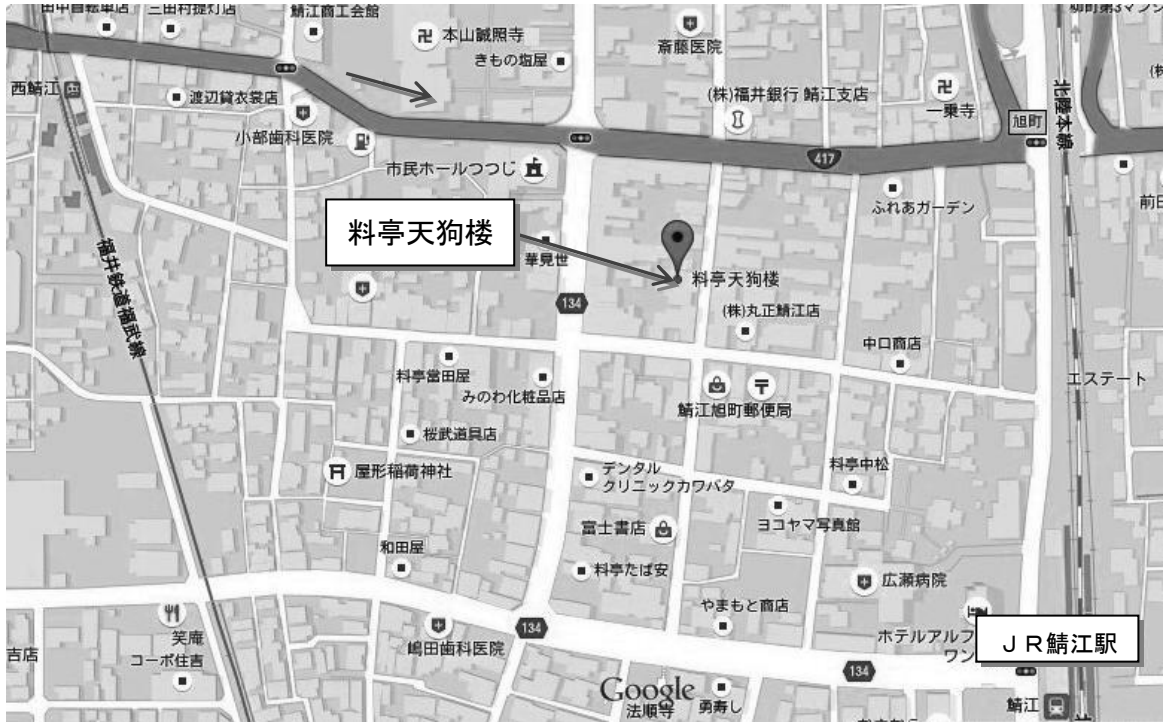 田中自転車店
三田村提灯店
鯖江商工会館
本山誠照寺
きもの塩屋
斎藤医院
西鯖江
渡辺貸衣裳店
小部歯科医院
(株)福井銀行 鯖江支店
一乗寺
旭町
北陸本線
市民ホールつつじ
417
ふれあガーデン
前田
料亭天狗楼
華見世
料亭天狗楼
福井鉄道福武線
134
(株)丸正鯖江店
中口商店
料亭當田屋
みのわ化粧品店
鯖江旭町郵便局
エステート
桜武道具店
屋形稲荷神社
デンタル
クリニックカワバタ
料亭中松
ヨコヤマ写真館
富士書店
和田屋
料亭たば安
広瀬病院
やまもと商店
笑庵
吉店
コーポ住吉
嶋田歯科医院
134
ホテルアルファ
ワン
JR鯖江駅
134
Google
法順寺
勇寿し
鯖江